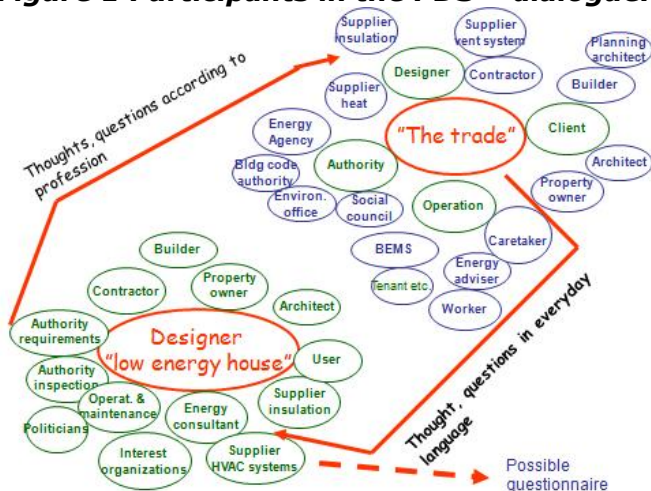 Supplier
insulation
Supplier
vent system
Planning
architect
Designer
Contractor
Builder
Supplier
heat
Thoughts, questions according to
profession
Energy
Agency
"The trade"
Client
Bldg code
authority
Authority
Architect
Environ.
office
Social
council
Operation
Property
owner
Caretaker
BEMS
Energy
adviser
Tenant etc.
Worker
Builder
Property
owner
Contractor
Architect
Authority
requirements
Designer
"low energy house"
User
Authority
inspection
Operat. &
maintenance
Energy
consultant
Supplier
insulation
Politicians
Interest
organizations
Supplier
HVAC systems
Thought, questions in everyday
language
Possible
questionnaire